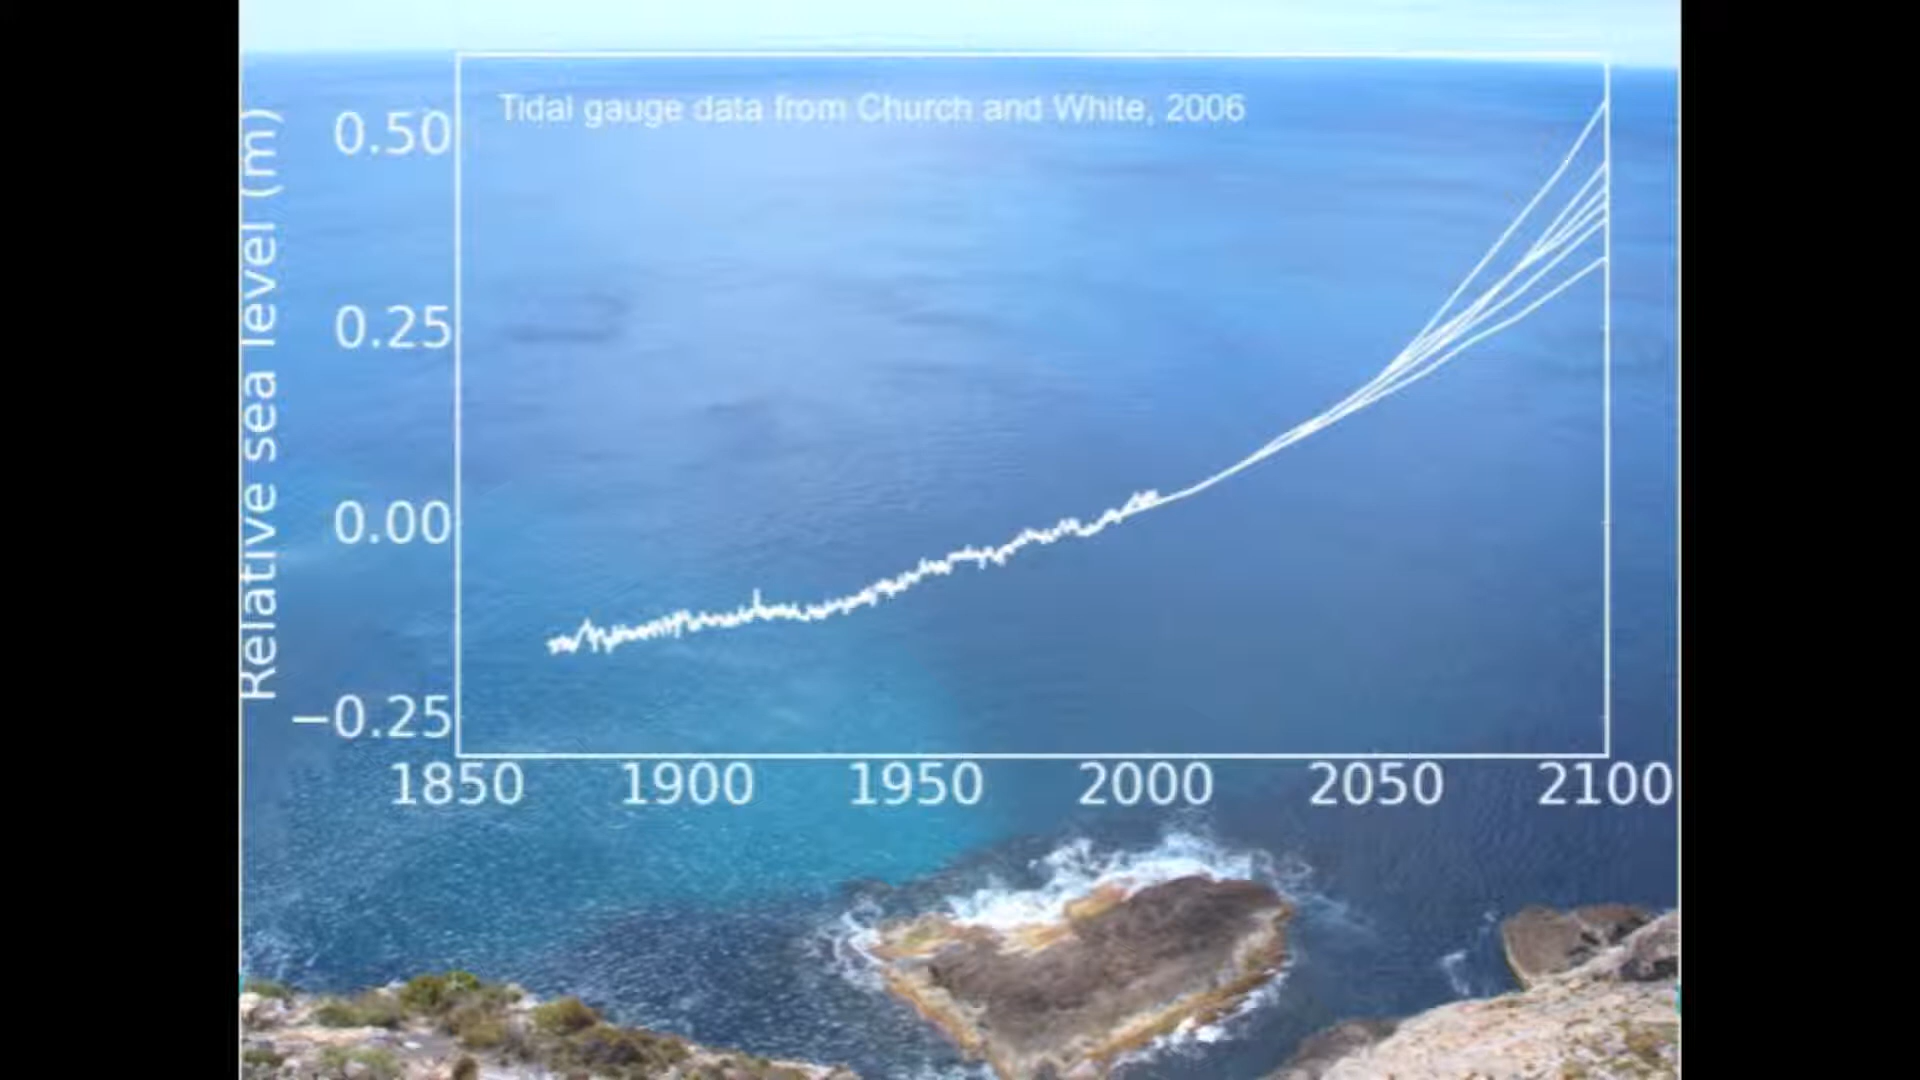 Tidal gauge data from Church and White, 2006
Relative sea level (m)
0.50
0.25
0.00
−0.25
1850 1900 1950 2000 2050 2100